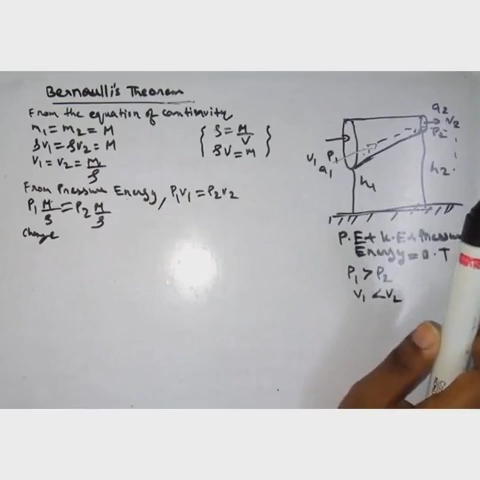 Bernaulli's Theorem
From the equation of continuity
m1 = m2 = M
ρv1 = ρv2 = M
v1 = v2 = M/ρ
{ ρ = M/V
ρV = M }
From Pressure Energy, P1V1 = P2V2
P1 M/ρ = P2 M/ρ
Change
a2
v2
P2
v1 P1
a1
h1
h2
P.E + K.E + Pressure
Energy = 
P1 > P2
v1 < v2